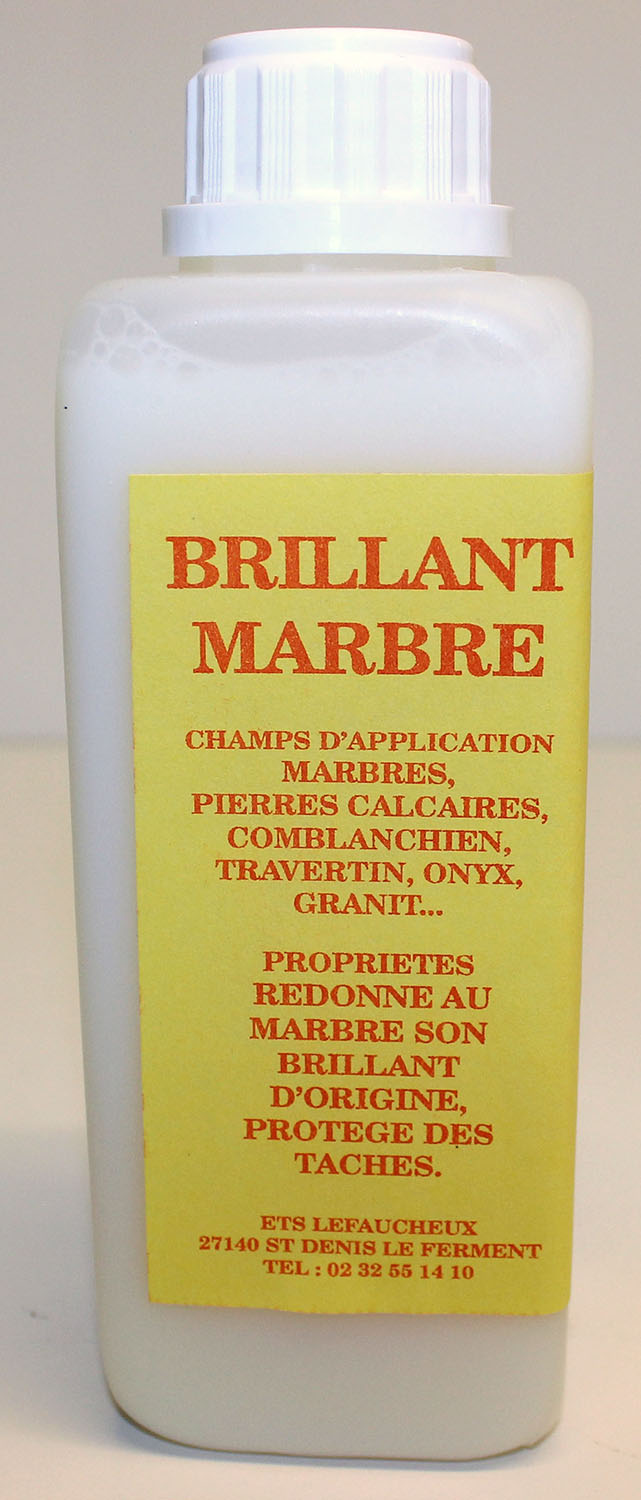 BRILLANT
MARBRE
CHAMPS D'APPLICATION
MARBRES,
PIERRES CALCAIRES,
COMBLANCHIEN,
TRAVERTIN, ONYX,
GRANIT...
PROPRIETES
REDONNE AU
MARBRE SON
BRILLANT
D'ORIGINE,
PROTEGE DES
TACHES.
ETS LEFAUCHEUX
27140 ST DENIS LE FERMENT
TEL : 02 32 55 14 10